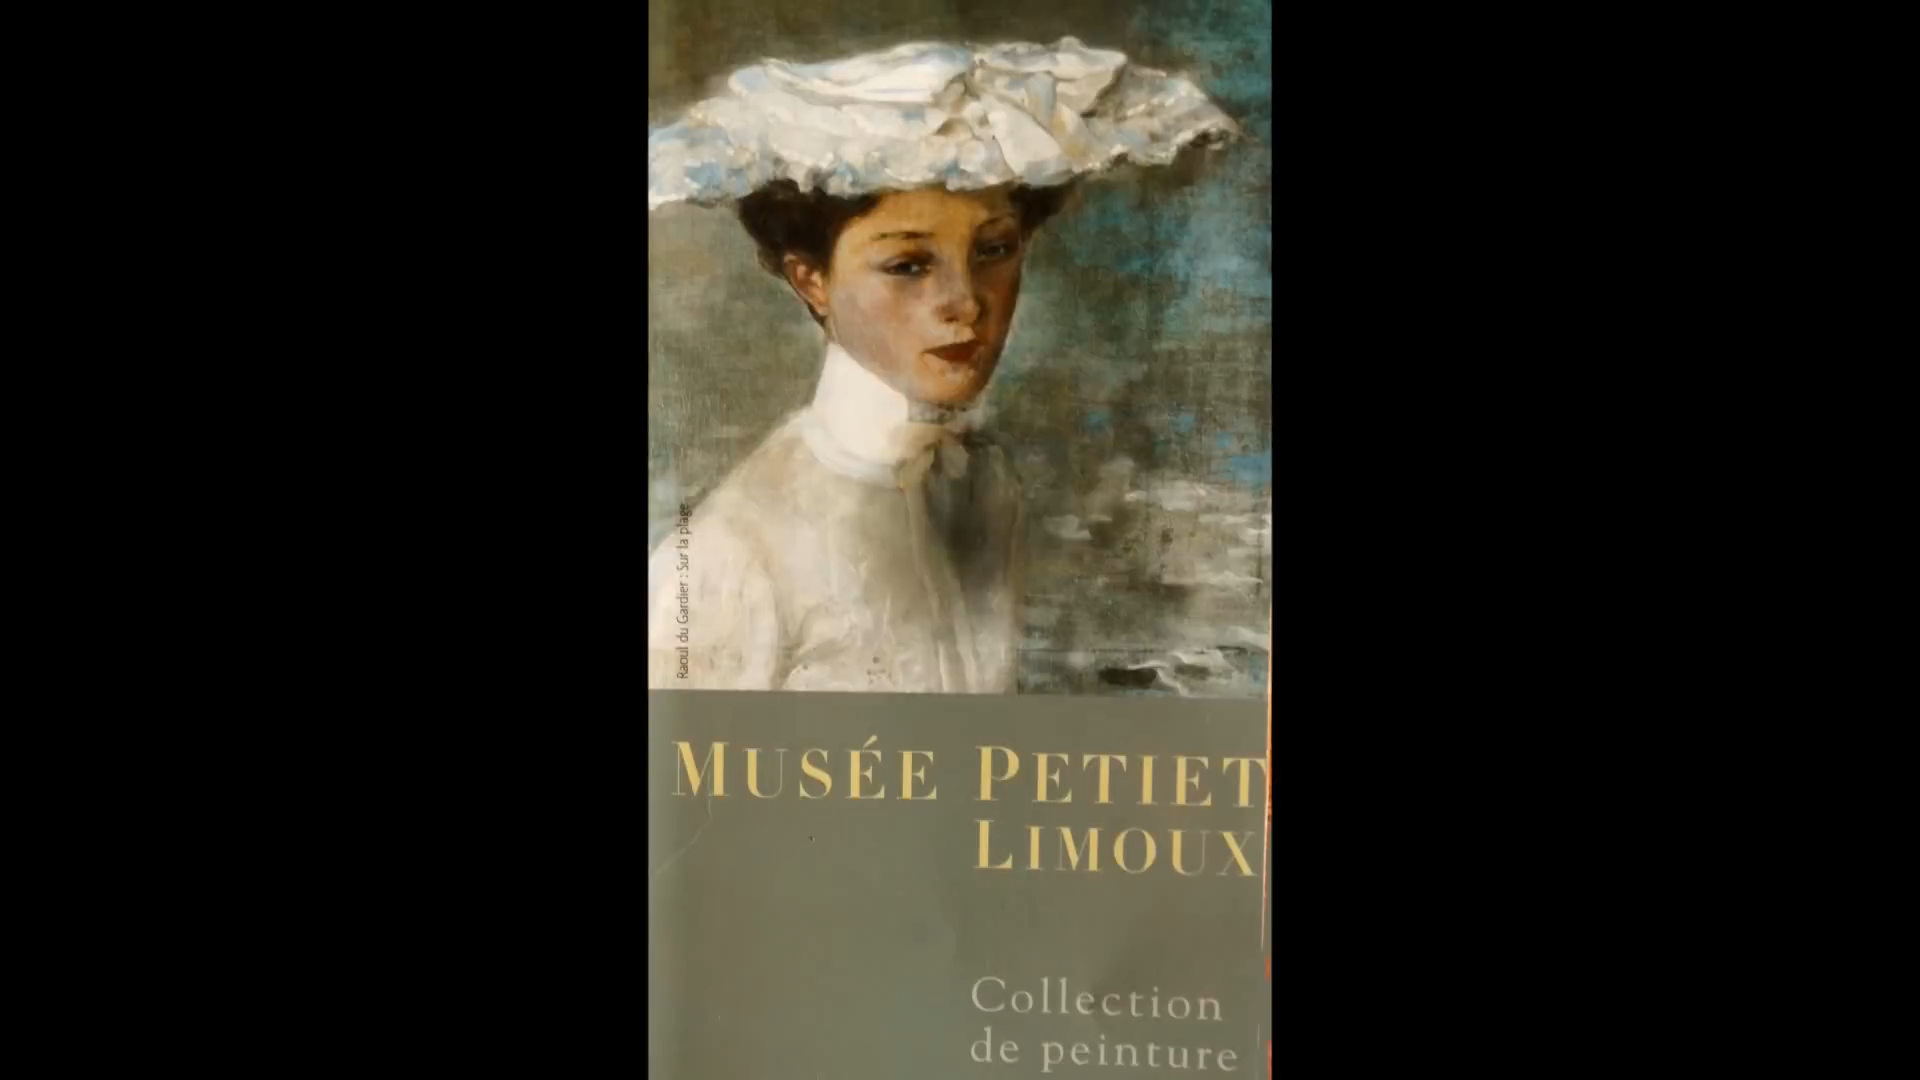 Raoul du Gardier : Sur la plage
MUSÉE PETIET
LIMOUX
Collection
de peinture